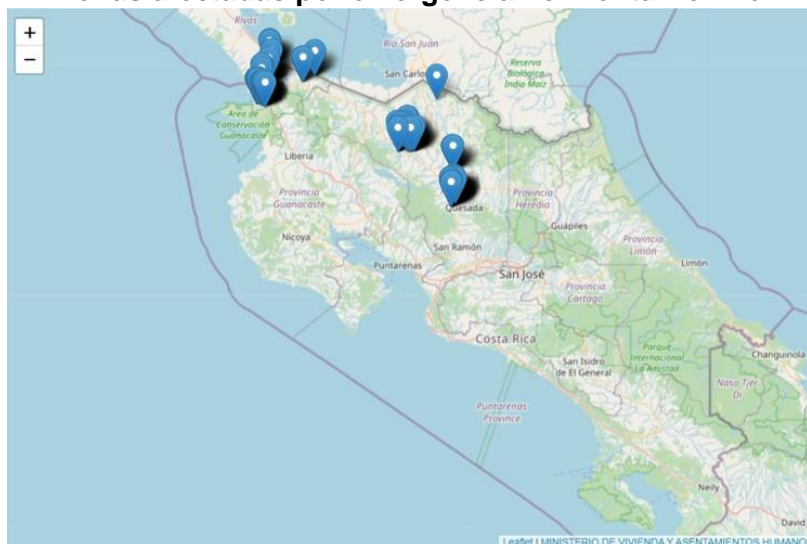 +
−
Rivas
Rio San Juan
San Carlos
Reserva
Biológica
Indio Maíz
Area de
Conservación
Guanacaste
Liberia
Provincia
Guanacaste
Quesada
Provincia
Heredia
Guápiles
Nicoya
San Ramón
Provincia
Limón
Puntarenas
San José
Limón
Provincia
Cartago
Costa Rica
Parque
Internacional
La Amistad
Changuinola
San Isidro
de El General
Naso Tjër
Di
Puntarenas
Province
Neily
David
Leaflet | MINISTERIO DE VIVIENDA Y ASENTAMIENTOS HUMANOS